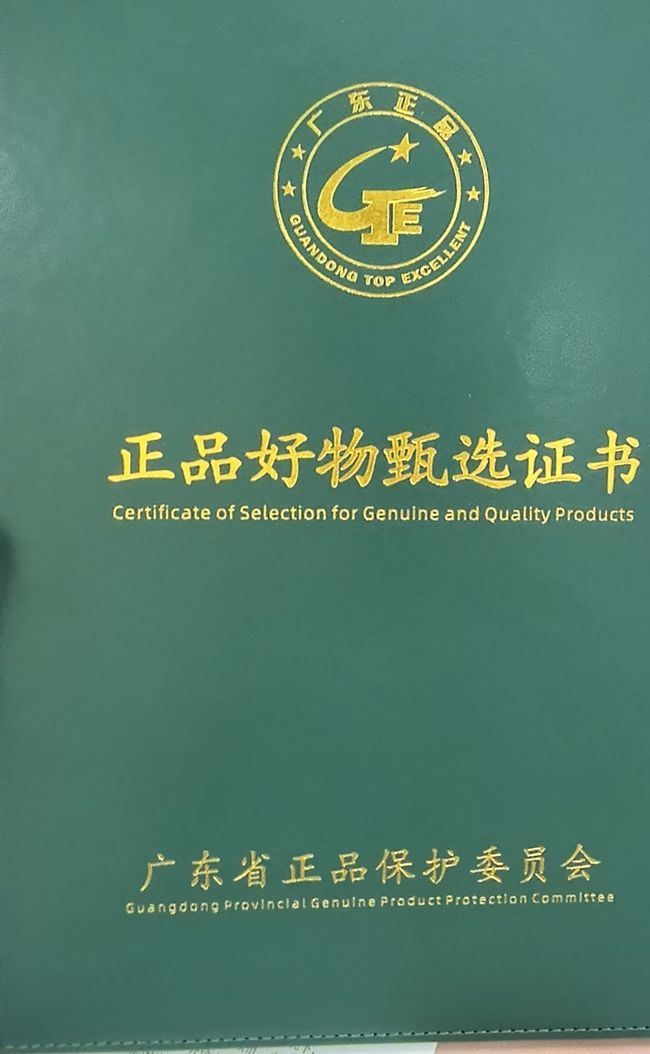 广东正品
GTE
GUANDONG TOP EXCELLENT
正品好物甄选证书
Certificate of Selection for Genuine and Quality Products
广东省正品保护委员会
Guangdong Provincial Genuine Product Protection Committee